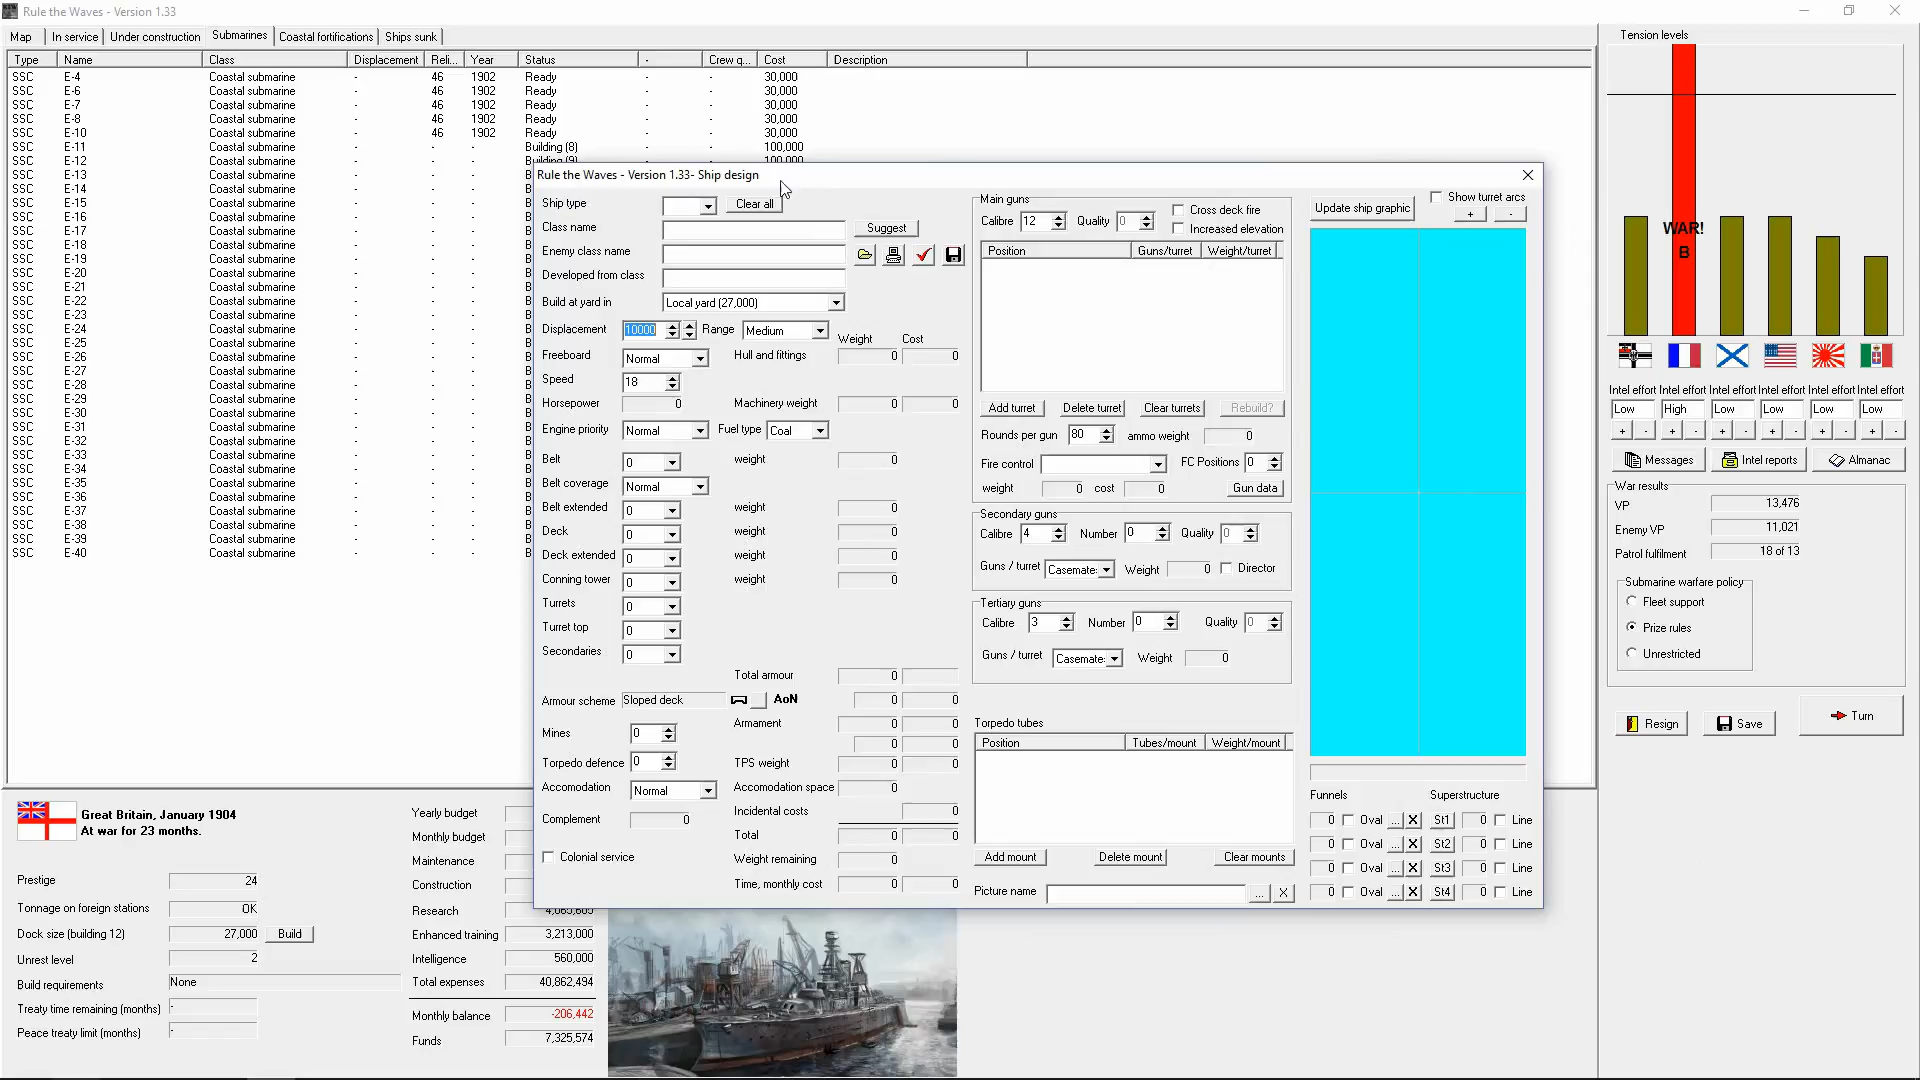 Rule the Waves - Version 1.33
Map In service Under construction Submarines Coastal fortifications Ships sunk
Type Name Class Displacement Reli... Year Status - Crew q... Cost Description
SSC E-4 Coastal submarine - 46 1902 Ready - - 30,000
SSC E-6 Coastal submarine - 46 1902 Ready - - 30,000
SSC E-7 Coastal submarine - 46 1902 Ready - - 30,000
SSC E-8 Coastal submarine - 46 1902 Ready - - 30,000
SSC E-10 Coastal submarine - 46 1902 Ready - - 30,000
SSC E-11 Coastal submarine - - - Building (8) - - 100,000
SSC E-12 Coastal submarine - - - Building (9) - - 100,000
SSC E-13 Coastal submarine - - - B
SSC E-14 Coastal submarine - - - B
SSC E-15 Coastal submarine - - - B
SSC E-16 Coastal submarine - - - B
SSC E-17 Coastal submarine - - - B
SSC E-18 Coastal submarine - - - B
SSC E-19 Coastal submarine - - - B
SSC E-20 Coastal submarine - - - B
SSC E-21 Coastal submarine - - - B
SSC E-22 Coastal submarine - - - B
SSC E-23 Coastal submarine - - - B
SSC E-24 Coastal submarine - - - B
SSC E-25 Coastal submarine - - - B
SSC E-26 Coastal submarine - - - B
SSC E-27 Coastal submarine - - - B
SSC E-28 Coastal submarine - - - B
SSC E-29 Coastal submarine - - - B
SSC E-30 Coastal submarine - - - B
SSC E-31 Coastal submarine - - - B
SSC E-32 Coastal submarine - - - B
SSC E-33 Coastal submarine - - - B
SSC E-34 Coastal submarine - - - B
SSC E-35 Coastal submarine - - - B
SSC E-36 Coastal submarine - - - B
SSC E-37 Coastal submarine - - - B
SSC E-38 Coastal submarine - - - B
SSC E-39 Coastal submarine - - - B
SSC E-40 Coastal submarine - - - B
Rule the Waves - Version 1.33- Ship design
Ship type Clear all
Class name Suggest
Enemy class name
Developed from class
Build at yard in Local yard (27,000)
Displacement 10000 Range Medium Weight Cost
Freeboard Normal Hull and fittings 0 0
Speed 18
Horsepower 0 Machinery weight 0 0
Engine priority Normal Fuel type Coal
Belt 0 weight 0
Belt coverage Normal
Belt extended 0 weight 0
Deck 0 weight 0
Deck extended 0 weight 0
Conning tower 0 weight 0
Turrets 0
Turret top 0
Secondaries 0
Total armour 0
Armour scheme Sloped deck AoN 0 0
Armament 0 0
Mines 0 0 0
Torpedo defence 0 TPS weight 0 0
Accomodation Normal Accomodation space 0
Incidental costs 0
Complement 0
Total 0 0
Colonial service Weight remaining 0
Time, monthly cost 0 0
Main guns
Calibre 12 Quality 0 Cross deck fire
Increased elevation
Position Guns/turret Weight/turret
Add turret Delete turret Clear turrets Rebuild?
Rounds per gun 80 ammo weight 0
Fire control FC Positions 0
weight 0 cost 0 Gun data
Secondary guns
Calibre 4 Number 0 Quality 0
Guns / turret Casemate: Weight 0 Director
Tertiary guns
Calibre 3 Number 0 Quality 0
Guns / turret Casemate: Weight 0
Torpedo tubes
Position Tubes/mount Weight/mount
Add mount Delete mount Clear mounts
Picture name ... X
Update ship graphic Show turret arcs
+ -
Funnels Superstructure
0 Oval ... X St1 0 Line
0 Oval ... X St2 0 Line
0 Oval ... X St3 0 Line
0 Oval ... X St4 0 Line
Tension levels
WAR!
B
Intel effort Intel effort Intel effort Intel effort Intel effort Intel effort
Low High Low Low Low Low
+ - + - + - + - + - + -
Messages Intel reports Almanac
War results
VP 13,476
Enemy VP 11,021
Patrol fulfilment 18 of 13
Submarine warfare policy
Fleet support
Prize rules
Unrestricted
Resign Save Turn
Great Britain, January 1904
At war for 23 months.
Prestige 24
Tonnage on foreign stations OK
Dock size (building 12) 27,000 Build
Unrest level 2
Build requirements None
Treaty time remaining (months) -
Peace treaty limit (months) -
Yearly budget
Monthly budget
Maintenance
Construction
Research
Enhanced training 3,213,000
Intelligence 560,000
Total expenses 40,862,494
Monthly balance -206,442
Funds 7,325,574